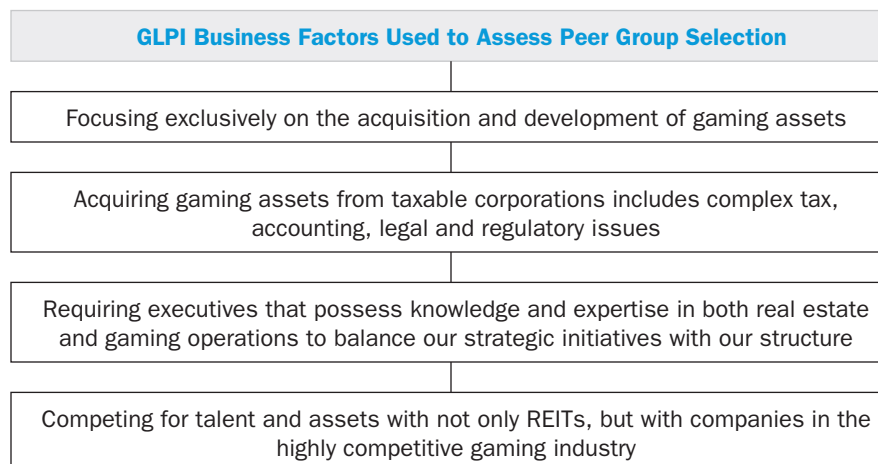 GLPI Business Factors Used to Assess Peer Group Selection
Focusing exclusively on the acquisition and development of gaming assets
Acquiring gaming assets from taxable corporations includes complex tax,
accounting, legal and regulatory issues
Requiring executives that possess knowledge and expertise in both real estate
and gaming operations to balance our strategic initiatives with our structure
Competing for talent and assets with not only REITs, but with companies in the
highly competitive gaming industry